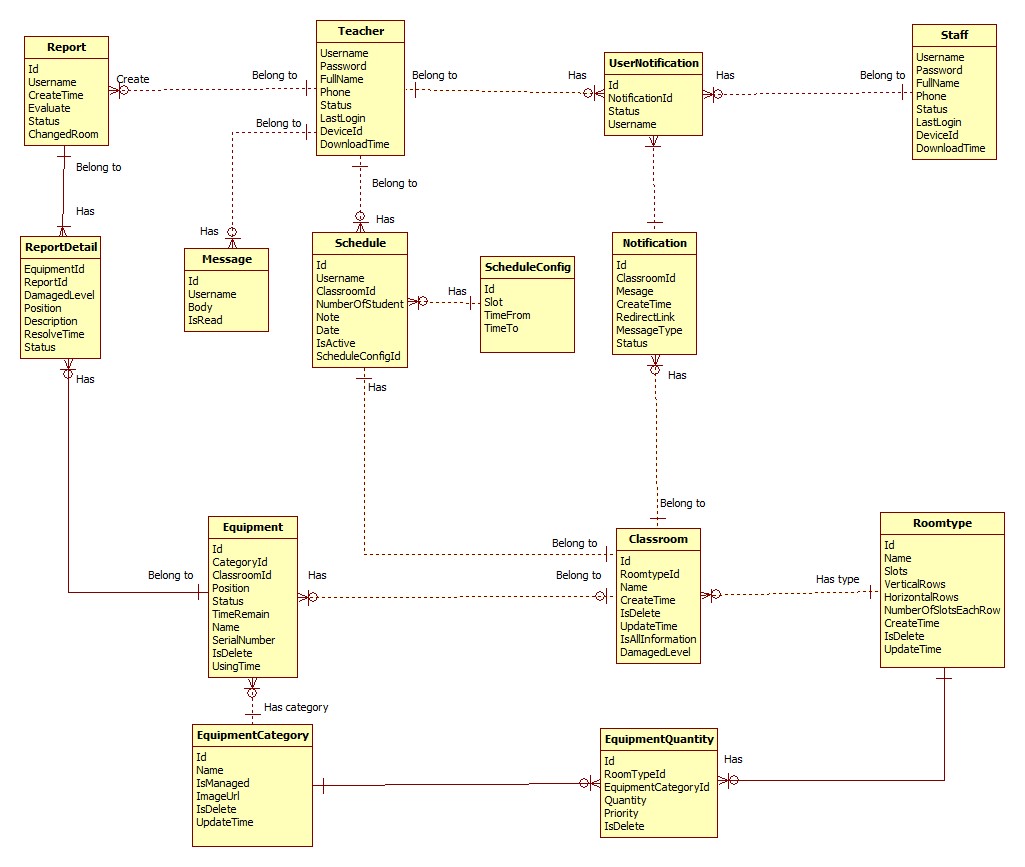 Report
Id
Username
CreateTime
Evaluate
Status
ChangedRoom
Create
Belong to
Teacher
Username
Password
FullName
Phone
Status
LastLogin
DeviceId
DownloadTime
Belong to
Has
UserNotification
Id
NotificationId
Status
Username
Has
Belong to
Staff
Username
Password
FullName
Phone
Status
LastLogin
DeviceId
DownloadTime
Belong to
Belong to
Has
Belong to
Has
Has
ReportDetail
EquipmentId
ReportId
DamagedLevel
Position
Description
ResolveTime
Status
Has
Message
Id
Username
Body
IsRead
Schedule
Id
Username
ClassroomId
NumberOfStudent
Note
Date
IsActive
ScheduleConfigId
Has
Has
ScheduleConfig
Id
Slot
TimeFrom
TimeTo
Notification
Id
ClassroomId
Mesage
CreateTime
RedirectLink
MessageType
Status
Has
Belong to
Belong to
Equipment
Id
CategoryId
ClassroomId
Position
Status
TimeRemain
Name
SerialNumber
IsDelete
UsingTime
Belong to
Has
Belong to
Classroom
Id
RoomtypeId
Name
CreateTime
IsDelete
UpdateTime
IsAllInformation
DamagedLevel
Has type
Roomtype
Id
Name
Slots
VerticalRows
HorizontalRows
NumberOfSlotsEachRow
CreateTime
IsDelete
UpdateTime
Has category
EquipmentCategory
Id
Name
IsManaged
ImageUrl
IsDelete
UpdateTime
EquipmentQuantity
Id
RoomTypeId
EquipmentCategoryId
Quantity
Priority
IsDelete
Has